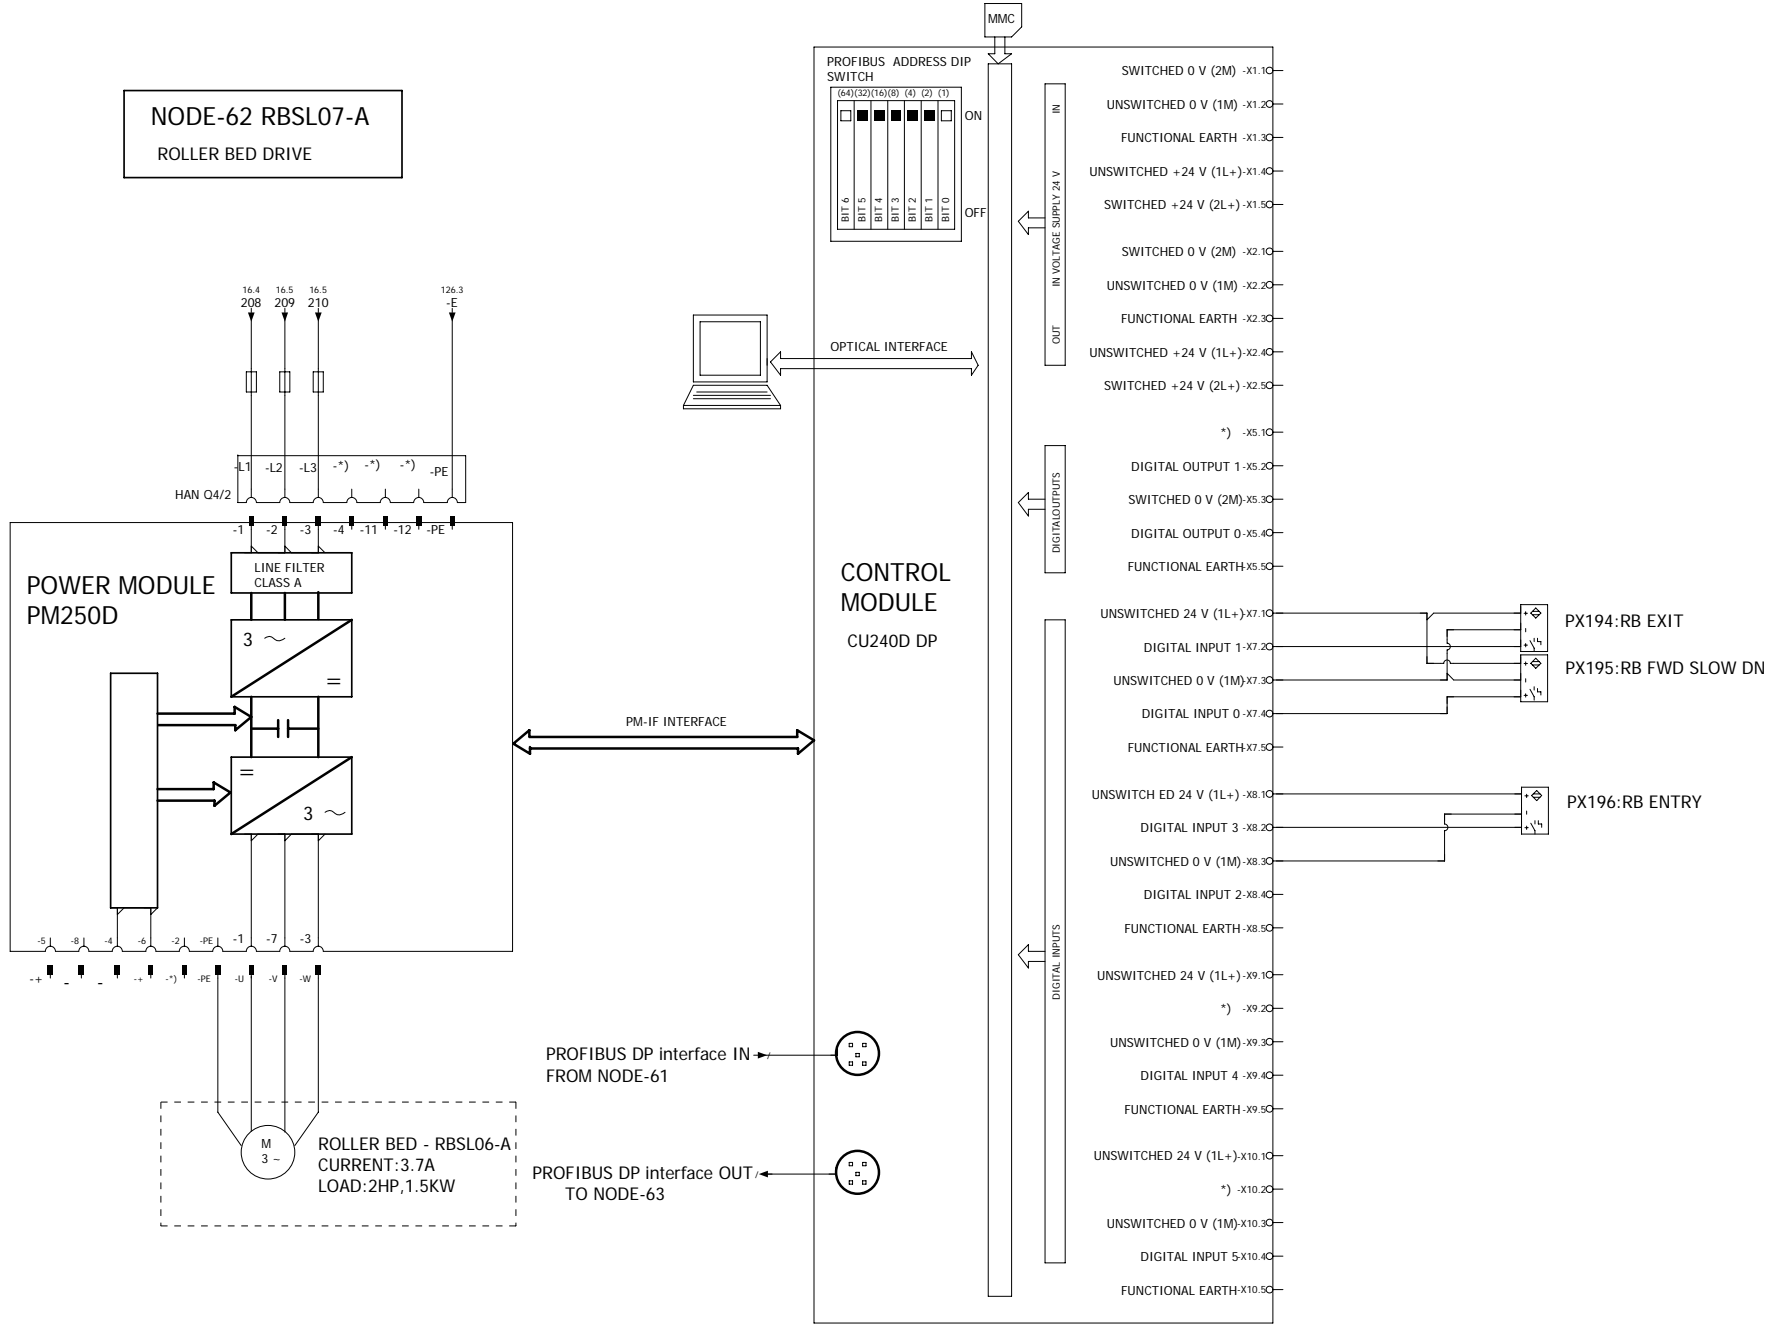 MMC
NODE-62 RBSL07-A
ROLLER BED DRIVE
PROFIBUS ADDRESS DIP
SWITCH
(64)(32)(16)(8) (4) (2) (1)
ON
OFF
BIT 6
BIT 5
BIT 4
BIT 3
BIT 2
BIT 1
BIT 0
IN
IN VOLTAGE SUPPLY 24 V
OUT
SWITCHED 0 V (2M) -X1.1
UNSWITCHED 0 V (1M) -X1.2
FUNCTIONAL EARTH -X1.3
UNSWITCHED +24 V (1L+)-X1.4
SWITCHED +24 V (2L+) -X1.5
SWITCHED 0 V (2M) -X2.1
UNSWITCHED 0 V (1M) -X2.2
FUNCTIONAL EARTH -X2.3
UNSWITCHED +24 V (1L+)-X2.4
SWITCHED +24 V (2L+) -X2.5
16.4 16.5 16.5 126.3
208 209 210 -E
OPTICAL INTERFACE
-L1 -L2 -L3 -*) -*) -*) -PE
HAN Q4/2
-1 -2 -3 -4 -11 -12 -PE
POWER MODULE
PM250D
LINE FILTER
CLASS A
3 ~
=
=
3 ~
PM-IF INTERFACE
CONTROL
MODULE
CU240D DP
DIGITALOUTPUTS
*) -X5.1
DIGITAL OUTPUT 1-X5.2
SWITCHED 0 V (2M)-X5.3
DIGITAL OUTPUT 0-X5.4
FUNCTIONAL EARTH-X5.5
DIGITAL INPUTS
UNSWITCHED 24 V (1L+)-X7.1
DIGITAL INPUT 1-X7.2
UNSWITCHED 0 V (1M)-X7.3
DIGITAL INPUT 0-X7.4
FUNCTIONAL EARTH-X7.5
+
-
+
PX194:RB EXIT
+
-
+
PX195:RB FWD SLOW DN
UNSWITCH ED 24 V (1L+) -X8.1
DIGITAL INPUT 3 -X8.2
UNSWITCHED 0 V (1M)-X8.3
DIGITAL INPUT 2-X8.4
FUNCTIONAL EARTH -X8.5
+
-
+
PX196:RB ENTRY
UNSWITCHED 24 V (1L+) -X9.1
*) -X9.2
UNSWITCHED 0 V (1M)-X9.3
DIGITAL INPUT 4 -X9.4
FUNCTIONAL EARTH -X9.5
UNSWITCHED 24 V (1L+)-X10.1
*) -X10.2
UNSWITCHED 0 V (1M)-X10.3
DIGITAL INPUT 5-X10.4
FUNCTIONAL EARTH-X10.5
-5 -8 -4 -6 -2 -PE -1 -7 -3
-+ - - -+ -*) -PE -U -V -W
PROFIBUS DP interface IN
FROM NODE-61
PROFIBUS DP interface OUT
TO NODE-63
M
3 ~
ROLLER BED - RBSL06-A
CURRENT:3.7A
LOAD:2HP,1.5KW